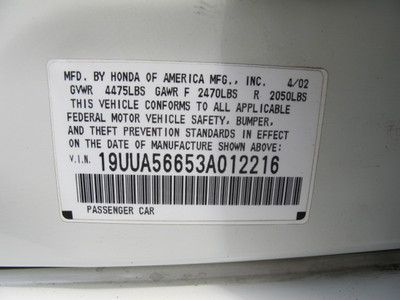 MFD. BY HONDA OF AMERICA MFG., INC. 4/02
GVWR 4475LBS GAWR F 2470LBS R 2050LBS
THIS VEHICLE CONFORMS TO ALL APPLICABLE
FEDERAL MOTOR VEHICLE SAFETY, BUMPER,
AND THEFT PREVENTION STANDARDS IN EFFECT
ON THE DATE OF MANUFACTURE SHOWN ABOVE.
V.I.N. 19UUA56653A012216
PASSENGER CAR